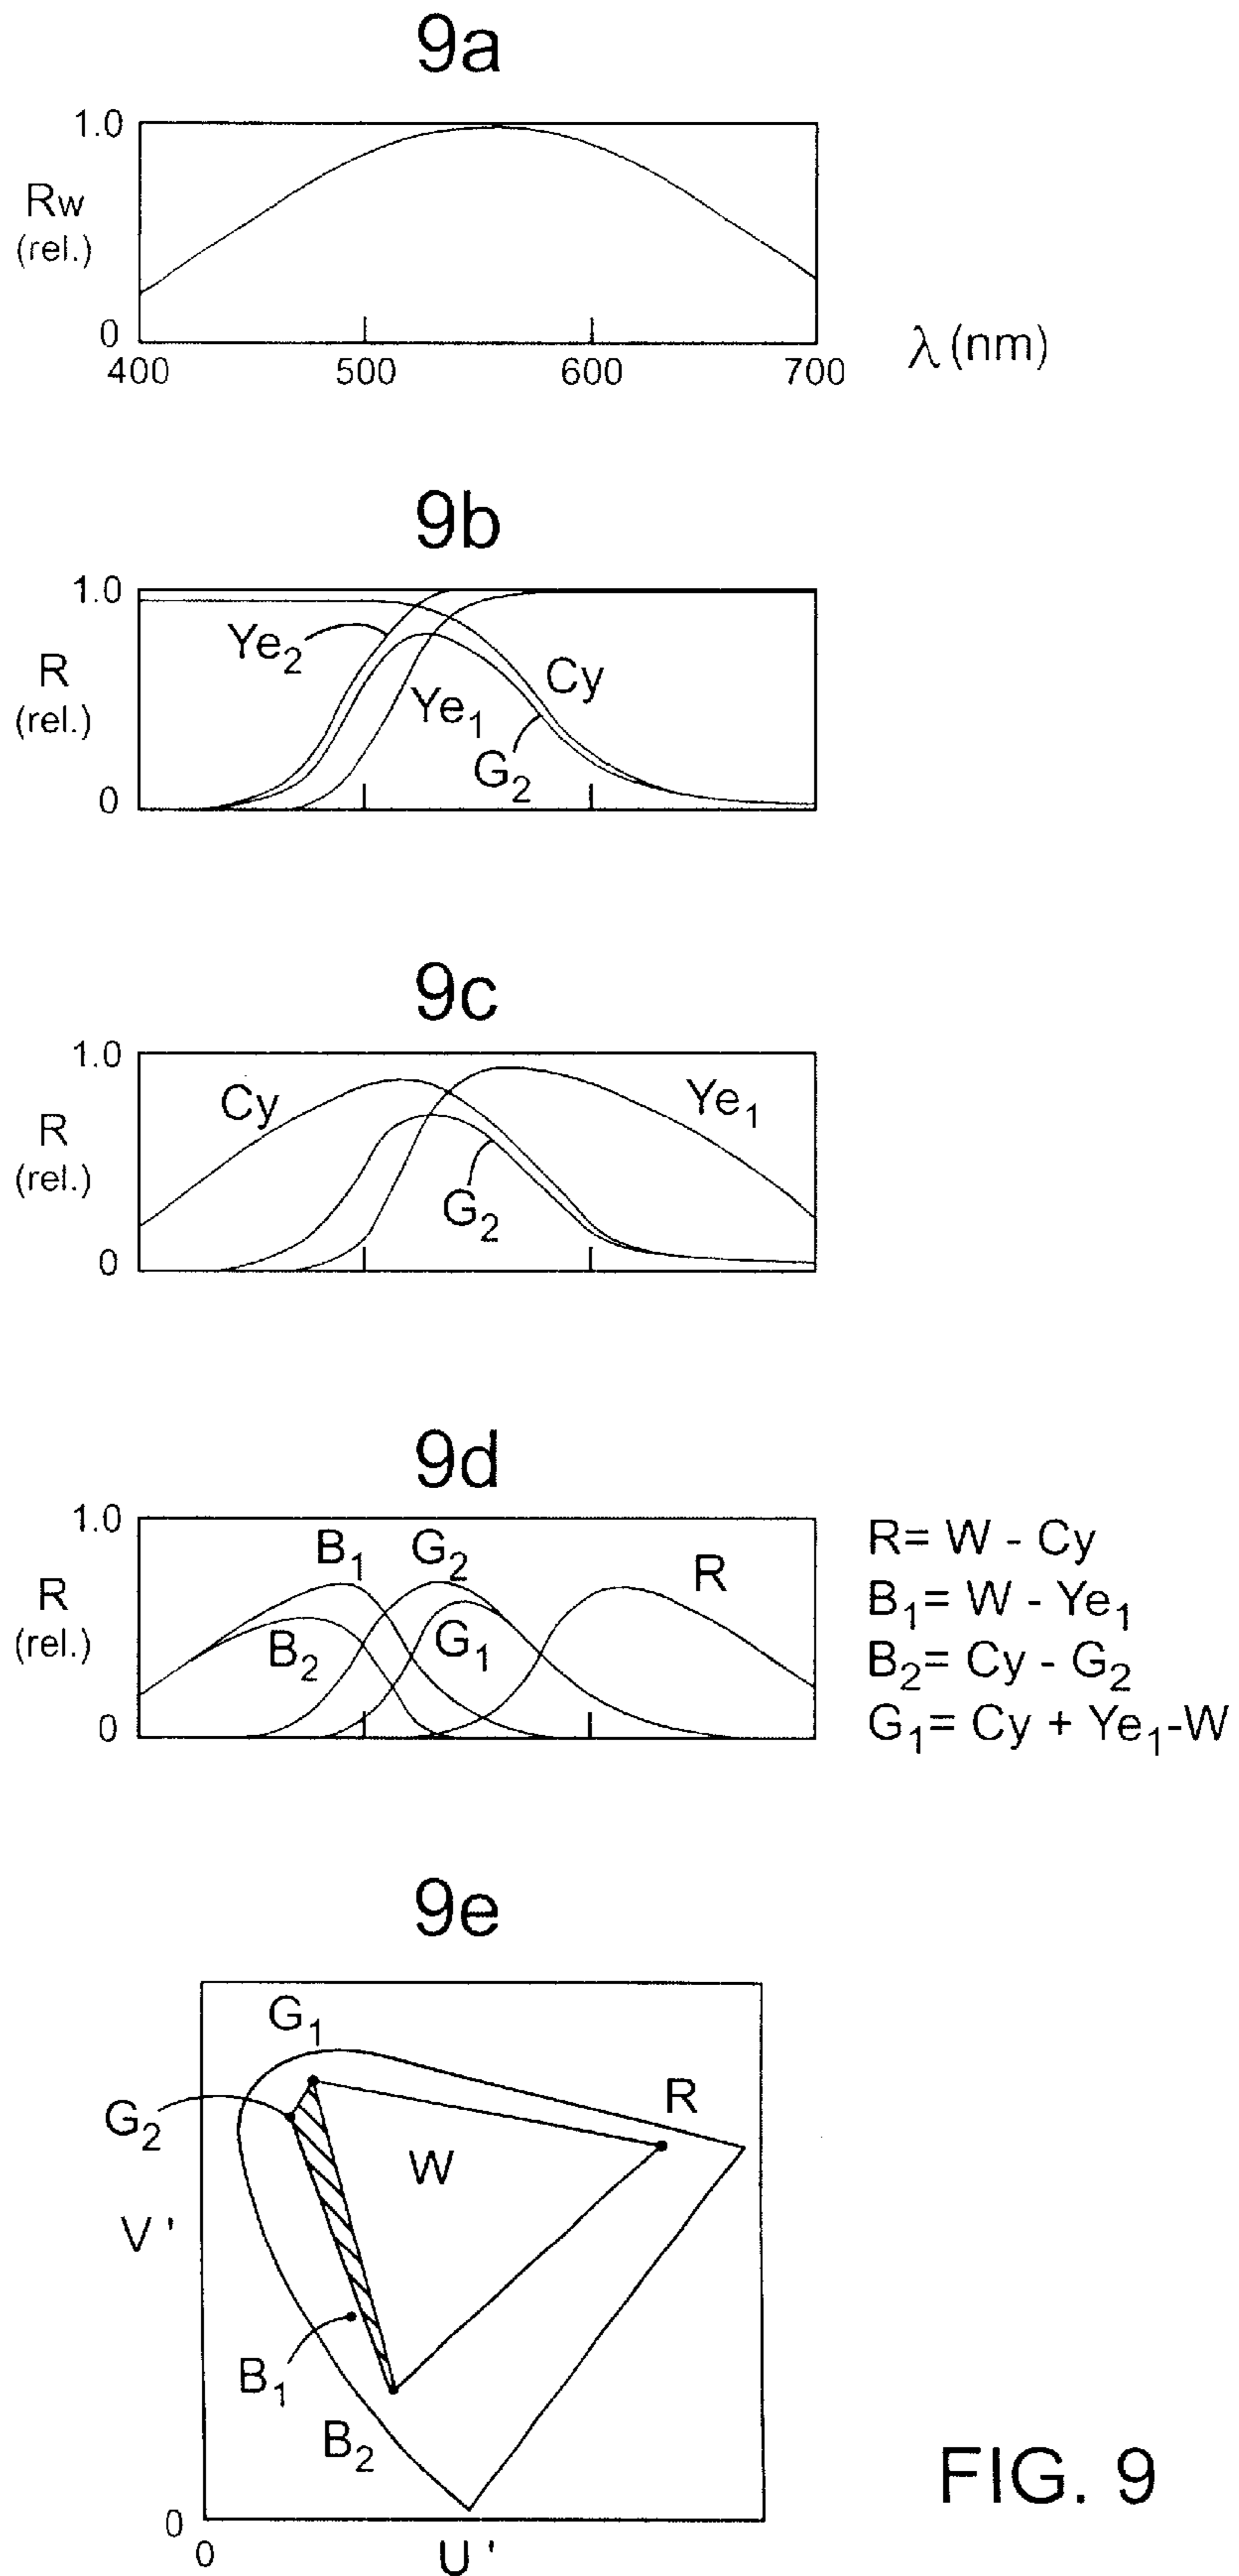 9a
1.0
Rw
(rel.)
0
400 500 600 700
λ (nm)
9b
1.0
R
(rel.)
0
Ye2
Ye1
Cy
G2
9c
1.0
R
(rel.)
0
Cy
Ye1
G2
9d
1.0
R
(rel.)
0
B1 G2 R
B2 G1
R= W - Cy
B1= W - Ye1
B2= Cy - G2
G1= Cy + Ye1-W
9e
G1
R
G2
W
V '
B1
B2
0
0
U '
FIG. 9